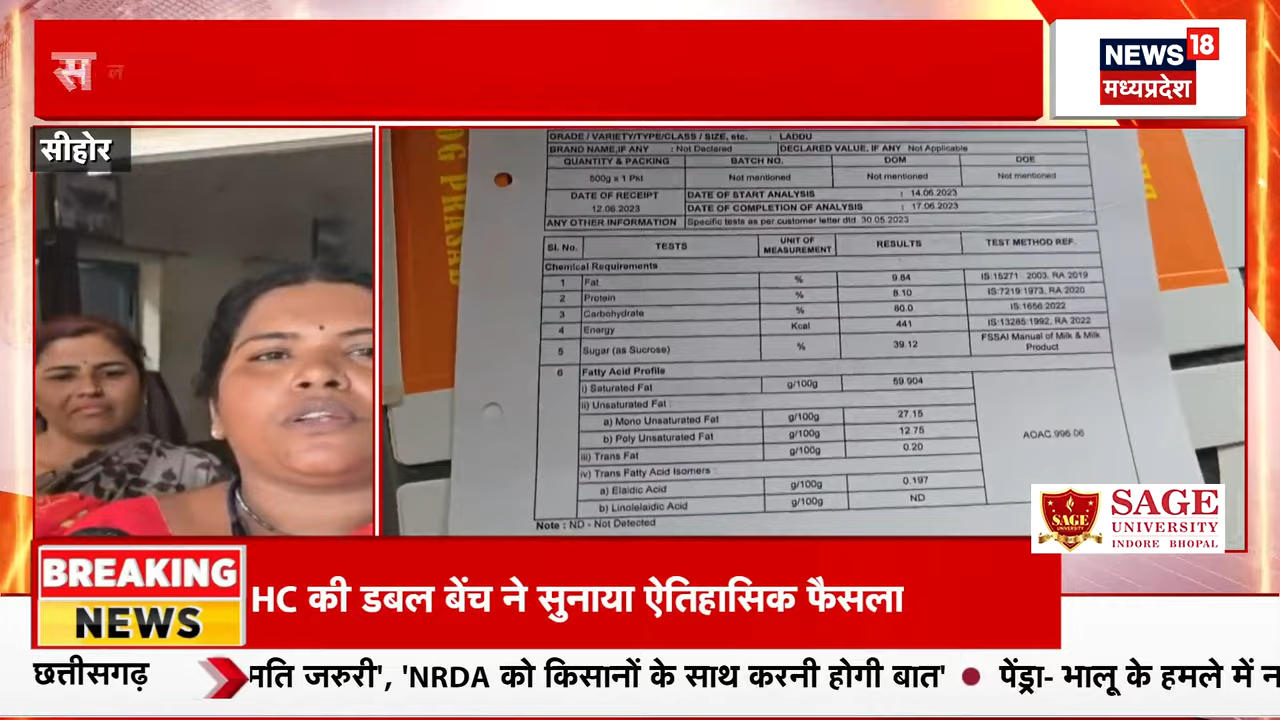 स
NEWS 18
मध्यप्रदेश
सीहोर
GRADE / VARIETY/TYPE/CLASS / SIZE, etc. : LADDU
BRAND NAME,IF ANY : Not Declared DECLARED VALUE, IF ANY Not Applicable
QUANTITY & PACKING BATCH NO. DOM DOE
500g x 1 Pkt Not mentioned Not mentioned Not mentioned
DATE OF RECEIPT DATE OF START ANALYSIS : 14.06.2023
12.06.2023 DATE OF COMPLETION OF ANALYSIS : 17.06.2023
ANY OTHER INFORMATION Specific tests as per customer letter dtd. 30.05.2023
Sl. No. TESTS UNIT OF MEASUREMENT RESULTS TEST METHOD REF.
Chemical Requirements
1 Fat % 9.84 IS:15271 : 2003, RA 2019
2 Protein % 8.10 IS:7219:1973, RA 2020
3 Carbohydrate % 80.0 IS:1656:2022
4 Energy Kcal 441 IS:13285:1992, RA 2022
5 Sugar (as Sucrose) % 39.12 FSSAI Manual of Milk & Milk Product
6 Fatty Acid Profile
i) Saturated Fat g/100g 59.904
ii) Unsaturated Fat :
a) Mono Unsaturated Fat g/100g 27.15
b) Poly Unsaturated Fat g/100g 12.75 AOAC.996.06
iii) Trans Fat g/100g 0.20
iv) Trans Fatty Acid Isomers :
a) Elaidic Acid g/100g 0.197
b) Linolelaidic Acid g/100g ND
Note : ND - Not Detected
SAGE
UNIVERSITY
SAGE
UNIVERSITY
INDORE BHOPAL
BREAKING
NEWS
HC की डबल बेंच ने सुनाया ऐतिहासिक फैसला
छत्तीसगढ़ मति जरुरी', 'NRDA को किसानों के साथ करनी होगी बात' ● पेंड्रा- भालू के हमले में